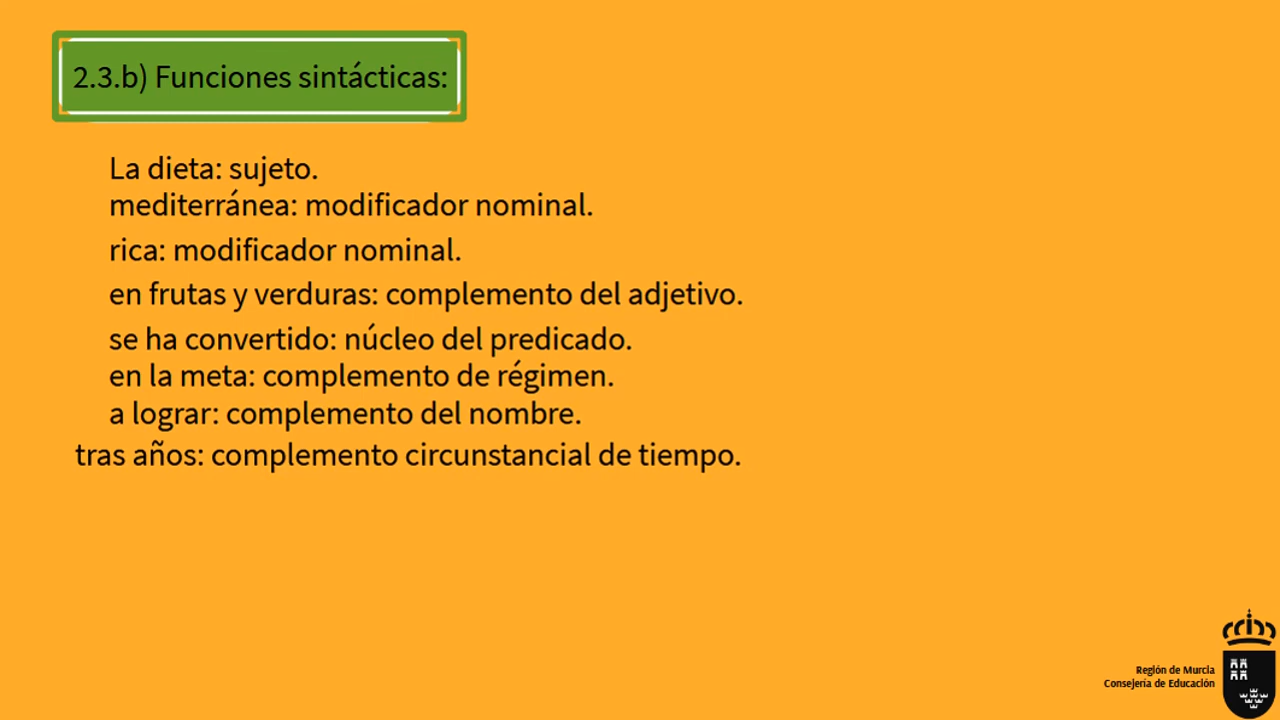 2.3.b) Funciones sintácticas:
La dieta: sujeto.
mediterránea: modificador nominal.
rica: modificador nominal.
en frutas y verduras: complemento del adjetivo.
se ha convertido: núcleo del predicado.
en la meta: complemento de régimen.
a lograr: complemento del nombre.
tras años: complemento circunstancial de tiempo.
Región de Murcia
Consejería de Educación